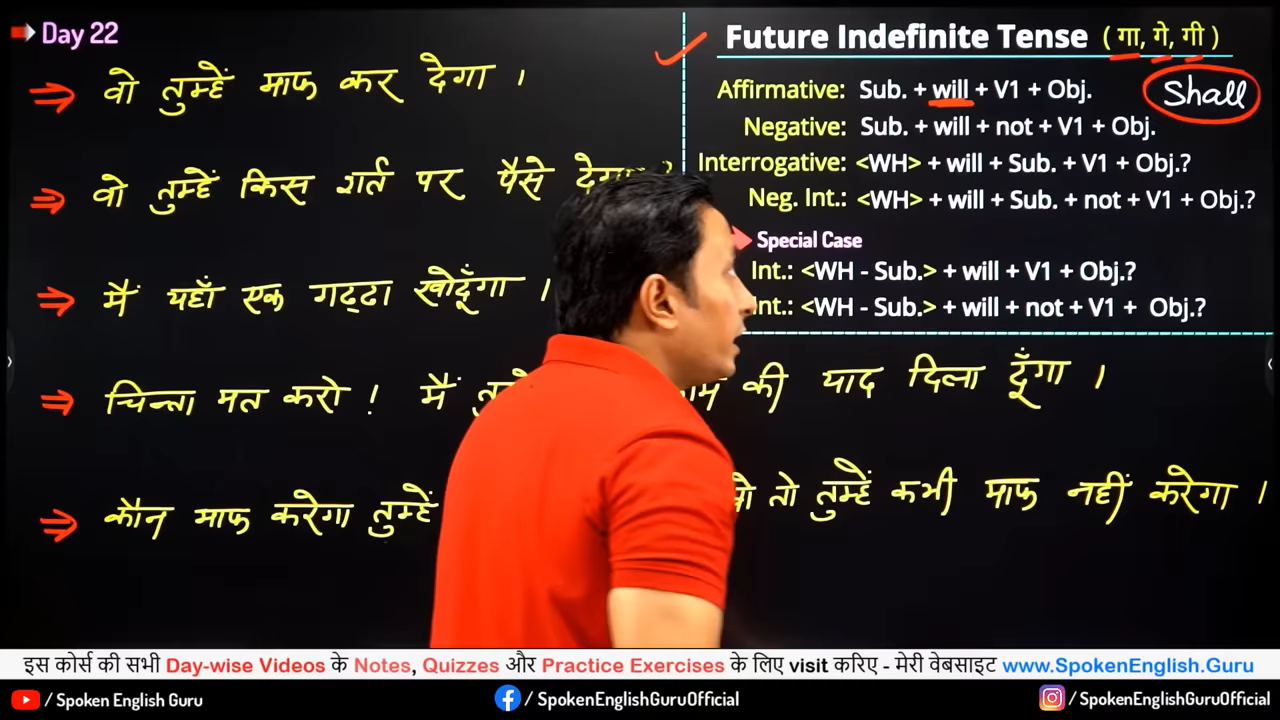 Day 22
वो तुम्हें माफ कर देगा ।
वो तुम्हें किस शर्त पर पैसे
मैं यहाँ एक गड्ढा खोदूँगा ।
चिन्ता मत करो ! मैं की याद दिला दूँगा ।
कौन माफ करेगा तुम्हें तो तुम्हें कभी माफ नहीं करेगा ।
Future Indefinite Tense ( गा, गे, गी )
Affirmative: Sub. + will + V1 + Obj.
Shall
Negative: Sub. + will + not + V1 + Obj.
Interrogative: <WH> + will + Sub. + V1 + Obj.?
Neg. Int.: <WH> + will + Sub. + not + V1 + Obj.?
Special Case
Int.: <WH - Sub.> + will + V1 + Obj.?
Int.: <WH - Sub.> + will + not + V1 + Obj.?
इस कोर्स की सभी Day-wise Videos के Notes, Quizzes और Practice Exercises के लिए visit करिए - मेरी वेबसाइट www.SpokenEnglish.Guru
/ Spoken English Guru
/ SpokenEnglishGuruOfficial
/ SpokenEnglishGuruOfficial